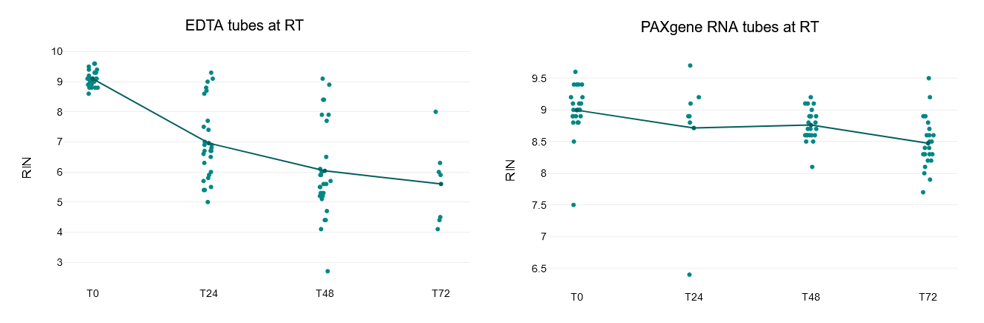 EDTA tubes at RT
10
9
8
7
6
5
4
3
RIN
T0 T24 T48 T72
PAXgene RNA tubes at RT
9.5
9
8.5
8
7.5
7
6.5
RIN
T0 T24 T48 T72